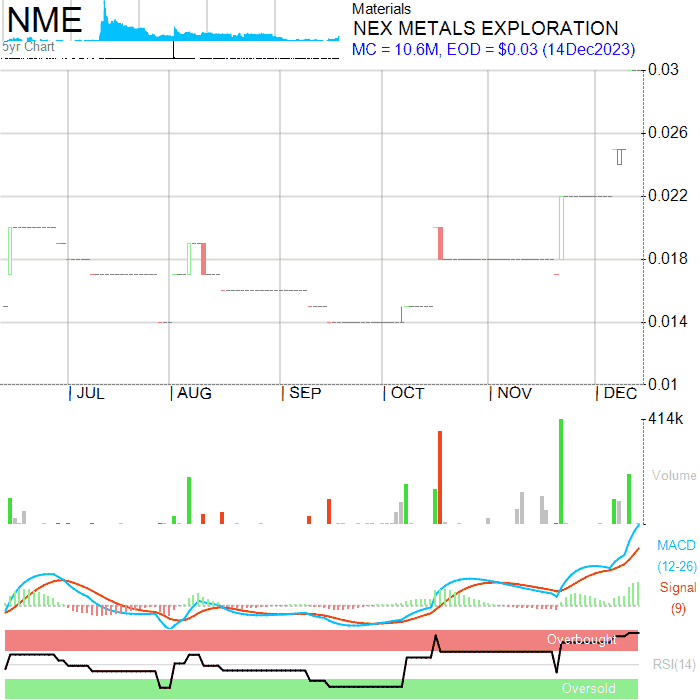 NME
5yr Chart
Materials
NEX METALS EXPLORATION
MC = 10.6M, EOD = $0.03 (14Dec2023)
0.03
0.026
0.022
0.018
0.014
0.01
JUL AUG SEP OCT NOV DEC
414k
Volume
MACD
(12-26)
Signal
(9)
Overbought
RSI(14)
Oversold